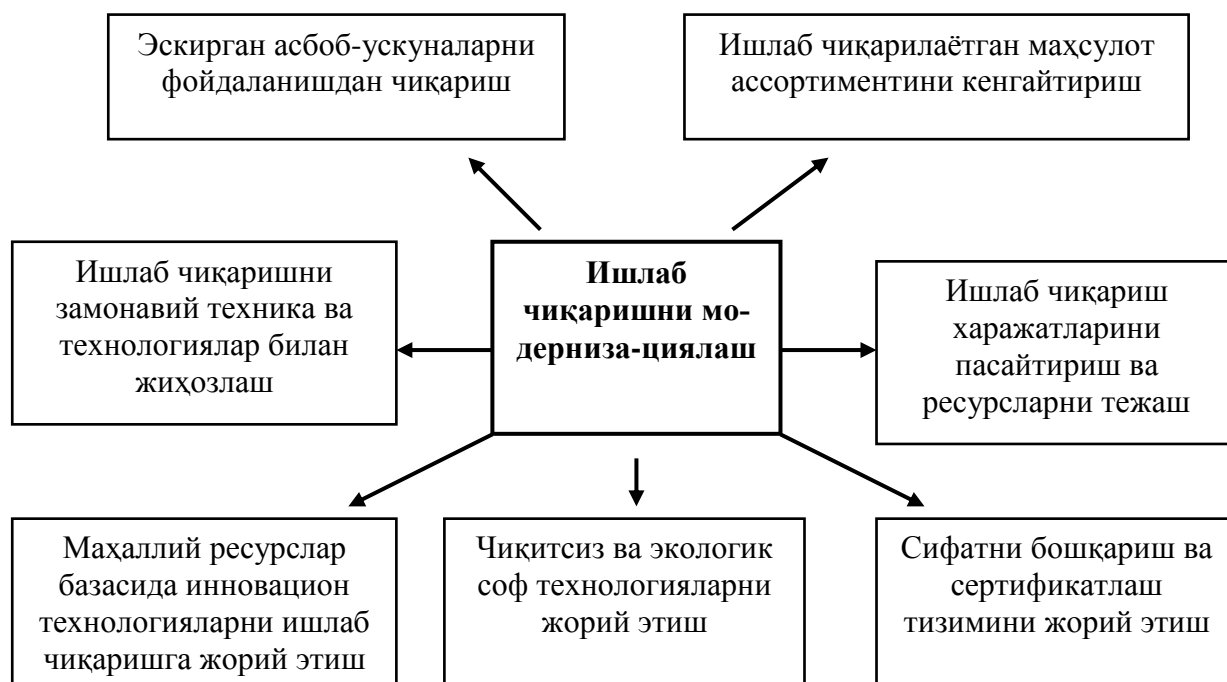 Эскирган асбоб-ускуналарни
фойдаланишдан чиқариш
Ишлаб чиқарилаётган маҳсулот
ассортиментини кенгайтириш
Ишлаб чиқаришни
замонавий техника ва
технологиялар билан
жиҳозлаш
Ишлаб
чиқаришни мо-
дерниза-циялаш
Ишлаб чиқариш
харажатларини
пасайтириш ва
ресурсларни тежаш
Маҳаллий ресурслар
базасида инновацион
технологияларни ишлаб
чиқаришга жорий этиш
Чиқитсиз ва экологик
соф технологияларни
жорий этиш
Сифатни бошқариш ва
сертификатлаш
тизимини жорий этиш